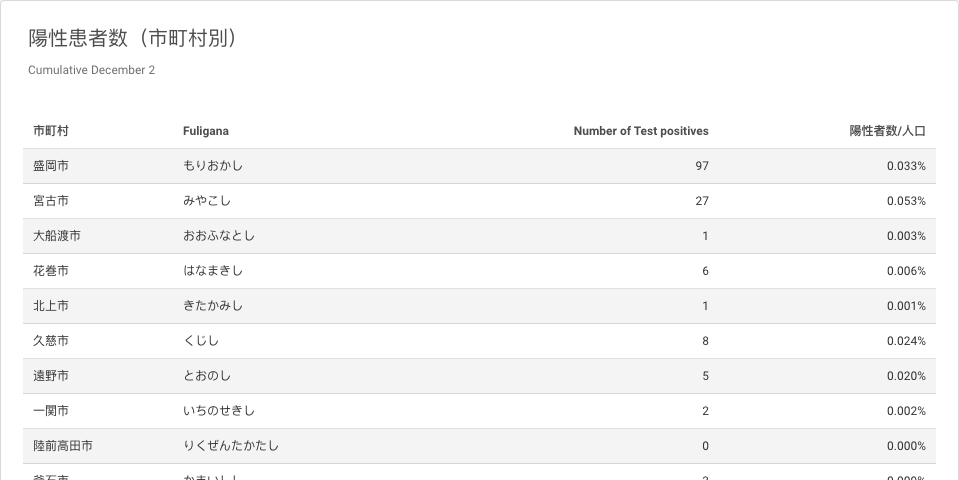 陽性患者数（市町村別）
Cumulative December 2
市町村 Fuligana Number of Test positives 陽性者数/人口
盛岡市 もりおかし 97 0.033%
宮古市 みやこし 27 0.053%
大船渡市 おおふなとし 1 0.003%
花巻市 はなまきし 6 0.006%
北上市 きたかみし 1 0.001%
久慈市 くじし 8 0.024%
遠野市 とおのし 5 0.020%
一関市 いちのせきし 2 0.002%
陸前高田市 りくぜんたかたし 0 0.000%